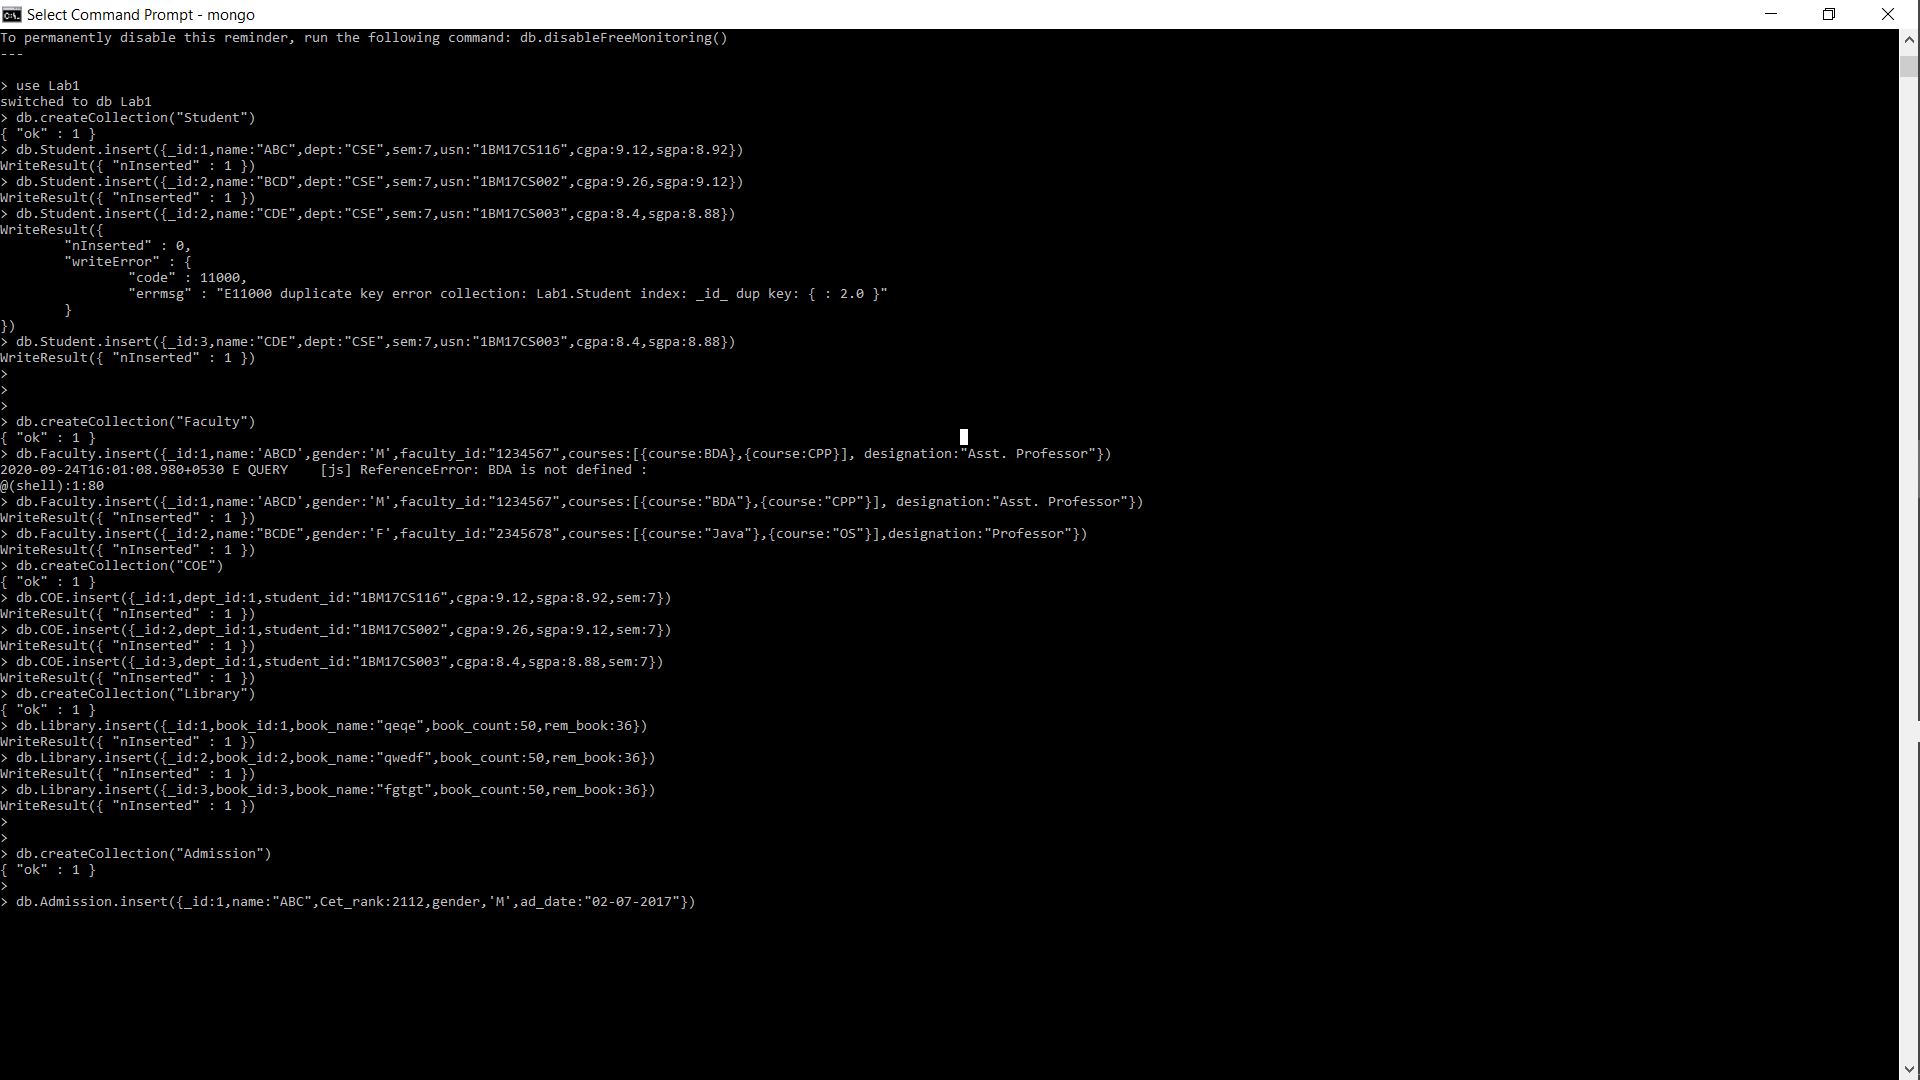 Select Command Prompt - mongo
To permanently disable this reminder, run the following command: db.disableFreeMonitoring()
---
> use Lab1
switched to db Lab1
> db.createCollection("Student")
{ "ok" : 1 }
> db.Student.insert({_id:1,name:"ABC",dept:"CSE",sem:7,usn:"1BM17CS116",cgpa:9.12,sgpa:8.92})
WriteResult({ "nInserted" : 1 })
> db.Student.insert({_id:2,name:"BCD",dept:"CSE",sem:7,usn:"1BM17CS002",cgpa:9.26,sgpa:9.12})
WriteResult({ "nInserted" : 1 })
> db.Student.insert({_id:2,name:"CDE",dept:"CSE",sem:7,usn:"1BM17CS003",cgpa:8.4,sgpa:8.88})
WriteResult({
        "nInserted" : 0,
        "writeError" : {
                "code" : 11000,
                "errmsg" : "E11000 duplicate key error collection: Lab1.Student index: _id_ dup key: { : 2.0 }"
        }
})
> db.Student.insert({_id:3,name:"CDE",dept:"CSE",sem:7,usn:"1BM17CS003",cgpa:8.4,sgpa:8.88})
WriteResult({ "nInserted" : 1 })
>
>
>
> db.createCollection("Faculty")
{ "ok" : 1 }
> db.Faculty.insert({_id:1,name:'ABCD',gender:'M',faculty_id:"1234567",courses:[{course:BDA},{course:CPP}], designation:"Asst. Professor"})
2020-09-24T16:01:08.980+0530 E QUERY    [js] ReferenceError: BDA is not defined :
@(shell):1:80
> db.Faculty.insert({_id:1,name:'ABCD',gender:'M',faculty_id:"1234567",courses:[{course:"BDA"},{course:"CPP"}], designation:"Asst. Professor"})
WriteResult({ "nInserted" : 1 })
> db.Faculty.insert({_id:2,name:"BCDE",gender:'F',faculty_id:"2345678",courses:[{course:"Java"},{course:"OS"}],designation:"Professor"})
WriteResult({ "nInserted" : 1 })
> db.createCollection("COE")
{ "ok" : 1 }
> db.COE.insert({_id:1,dept_id:1,student_id:"1BM17CS116",cgpa:9.12,sgpa:8.92,sem:7})
WriteResult({ "nInserted" : 1 })
> db.COE.insert({_id:2,dept_id:1,student_id:"1BM17CS002",cgpa:9.26,sgpa:9.12,sem:7})
WriteResult({ "nInserted" : 1 })
> db.COE.insert({_id:3,dept_id:1,student_id:"1BM17CS003",cgpa:8.4,sgpa:8.88,sem:7})
WriteResult({ "nInserted" : 1 })
> db.createCollection("Library")
{ "ok" : 1 }
> db.Library.insert({_id:1,book_id:1,book_name:"qeqe",book_count:50,rem_book:36})
WriteResult({ "nInserted" : 1 })
> db.Library.insert({_id:2,book_id:2,book_name:"qwedf",book_count:50,rem_book:36})
WriteResult({ "nInserted" : 1 })
> db.Library.insert({_id:3,book_id:3,book_name:"fgtgt",book_count:50,rem_book:36})
WriteResult({ "nInserted" : 1 })
>
>
> db.createCollection("Admission")
{ "ok" : 1 }
>
> db.Admission.insert({_id:1,name:"ABC",Cet_rank:2112,gender,'M',ad_date:"02-07-2017"})